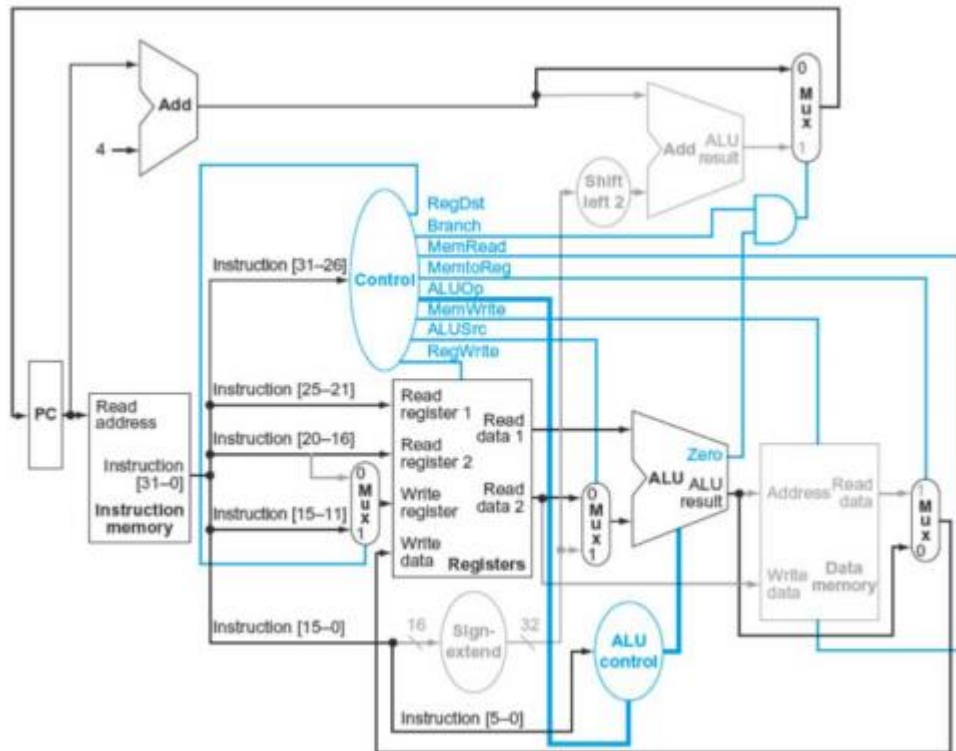 0
Mux
1
Add
4
Add ALU result
Shift left 2
RegDst
Branch
MemRead
MemtoReg
ALUOp
MemWrite
ALUSrc
RegWrite
Control
Instruction [31–26]
PC
Read address
Instruction [31–0]
Instruction memory
Instruction [25–21]
Instruction [20–16]
Instruction [15–11]
0
Mux
1
Read register 1
Read register 2
Write register
Write data
Read data 1
Read data 2
Registers
0
Mux
1
Zero
ALU
ALU result
Address
Read data
Write data
Data memory
1
Mux
0
Instruction [15–0]
16
Sign-extend
32
ALU control
Instruction [5–0]